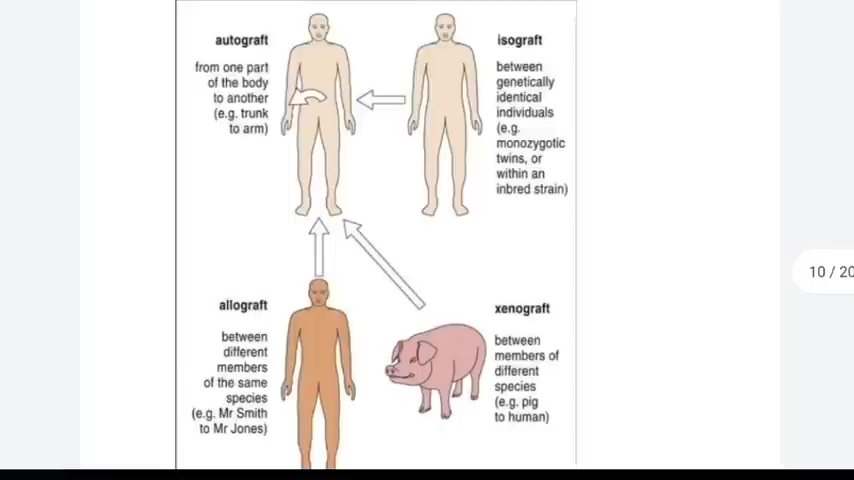 autograft
from one part
of the body
to another
(e.g. trunk
to arm)
isograft
between
genetically
identical
individuals
(e.g.
monozygotic
twins, or
within an
inbred strain)
allograft
between
different
members
of the same
species
(e.g. Mr Smith
to Mr Jones)
xenograft
between
members of
different
species
(e.g. pig
to human)
10 / 20